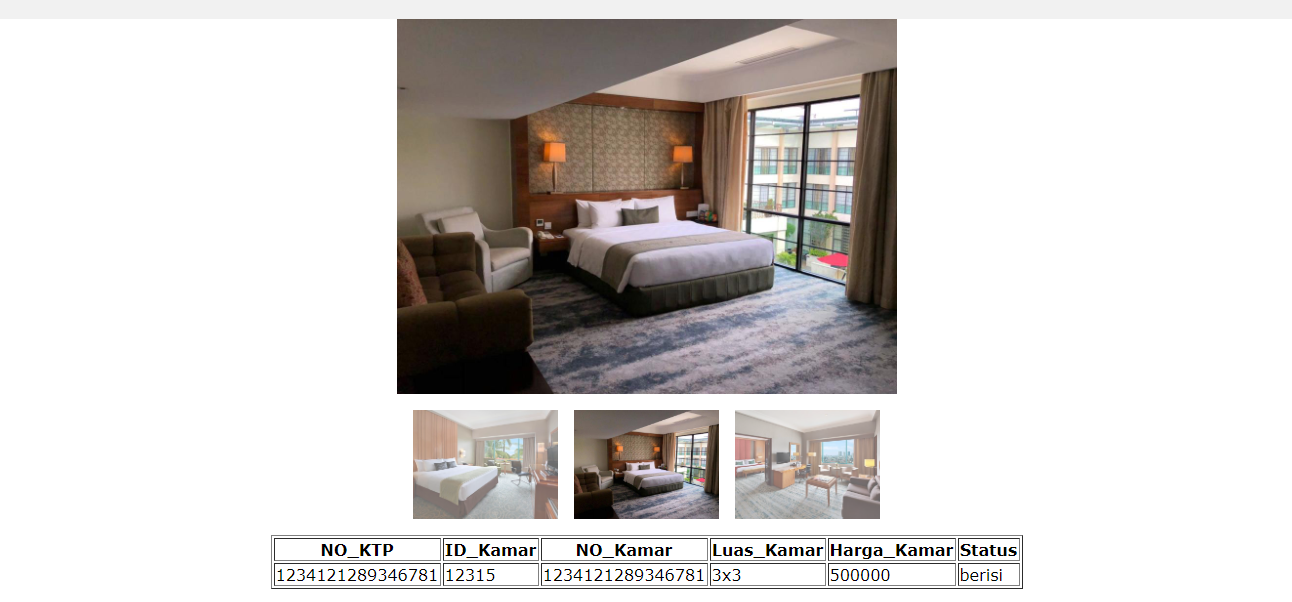 NO_KTP ID_Kamar NO_Kamar Luas_Kamar Harga_Kamar Status
1234121289346781 12315 1234121289346781 3x3 500000 berisi